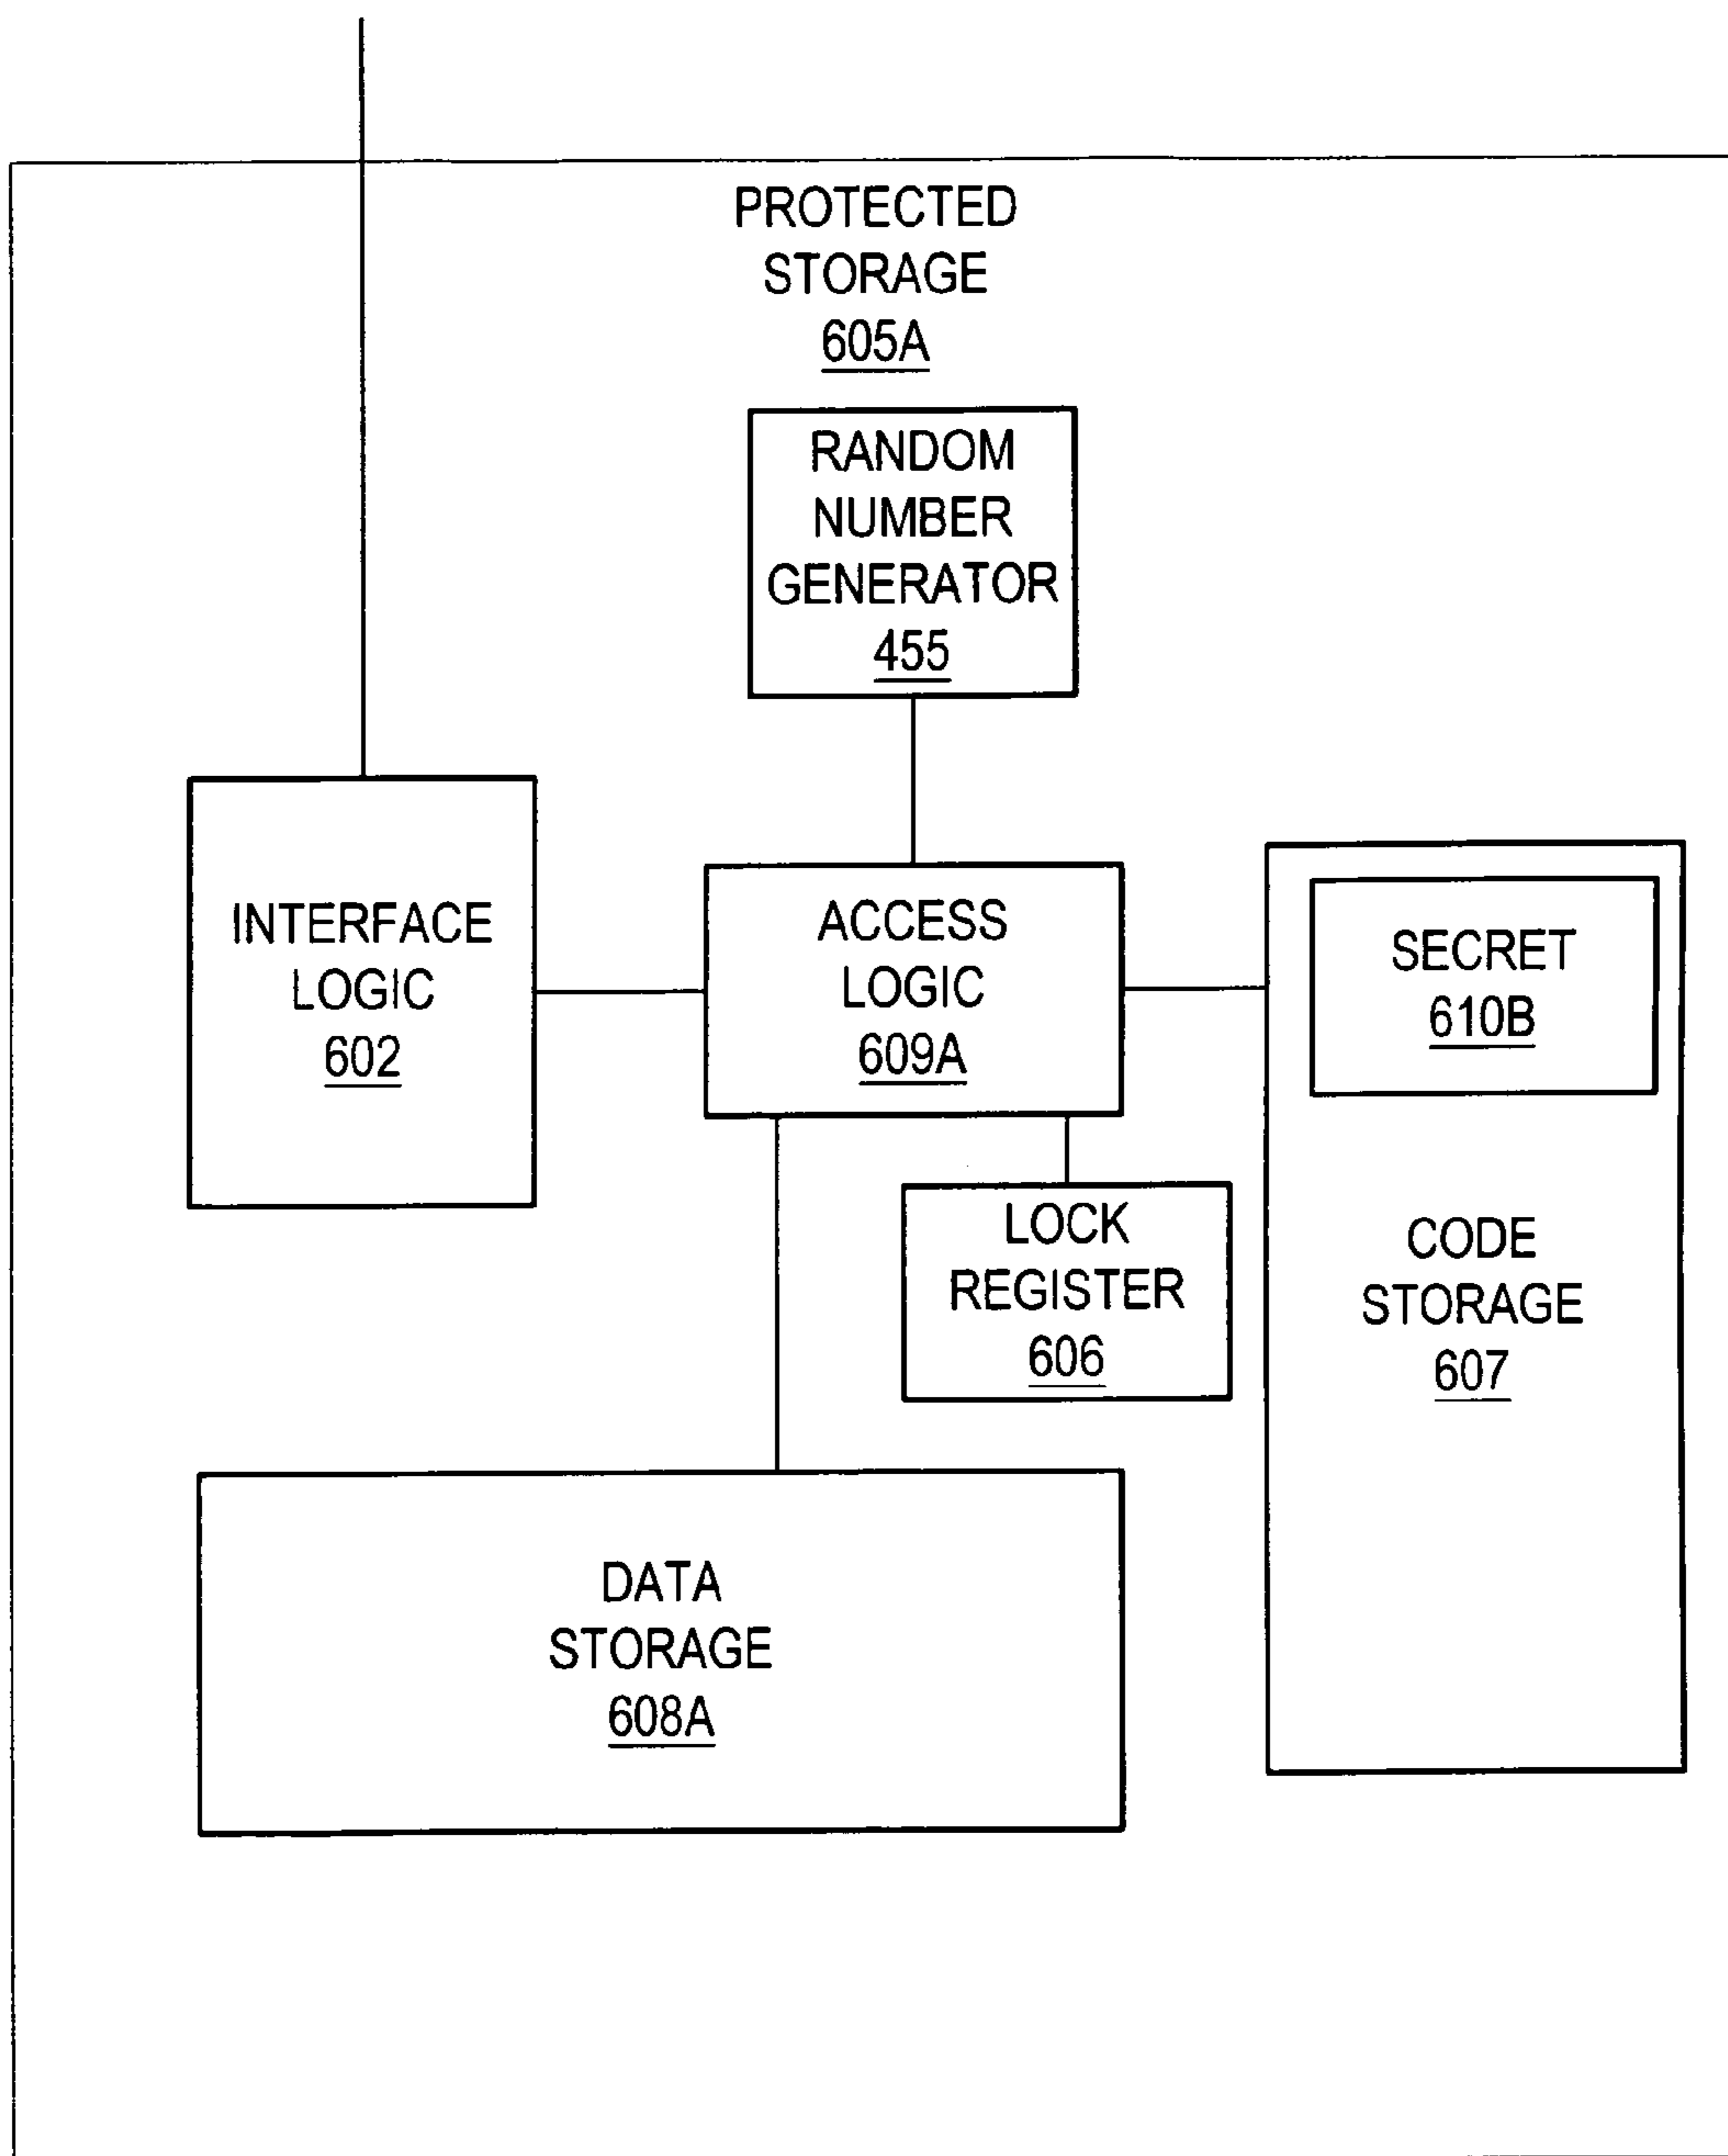 PROTECTED
STORAGE
605A
RANDOM
NUMBER
GENERATOR
455
INTERFACE
LOGIC
602
ACCESS
LOGIC
609A
SECRET
610B
LOCK
REGISTER
606
CODE
STORAGE
607
DATA
STORAGE
608A